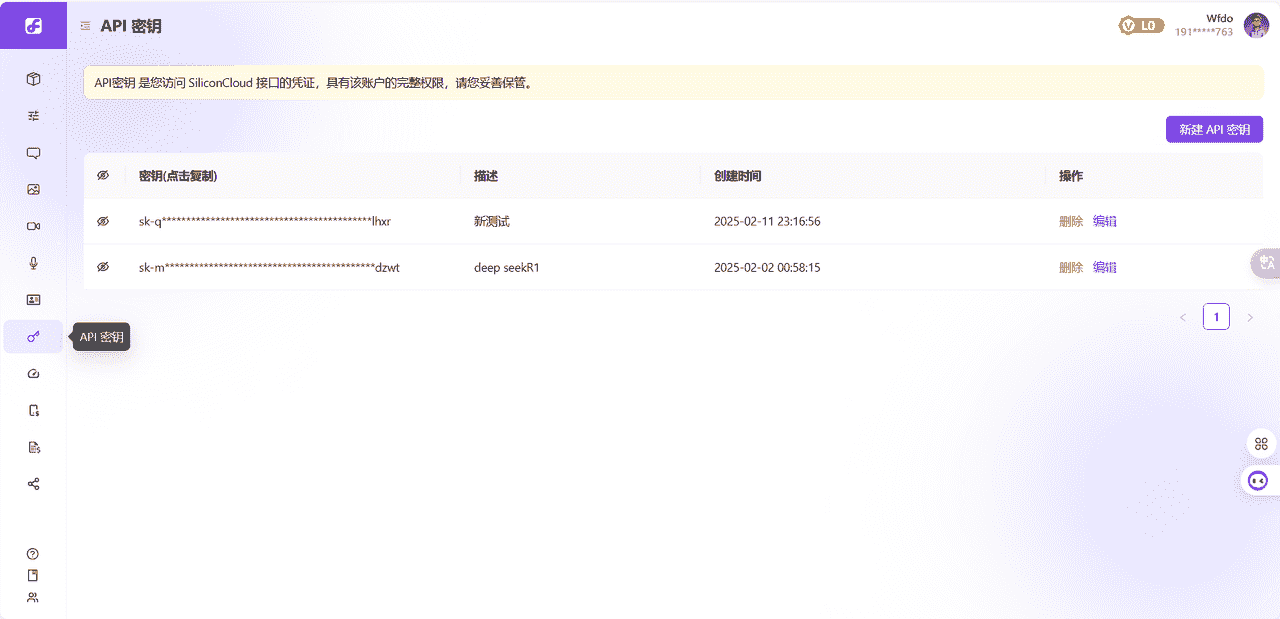 API 密钥
L0
Wfdo
191*****763
API密钥 是您访问 SiliconCloud 接口的凭证，具有该账户的完整权限，请您妥善保管。
新建 API 密钥
密钥(点击复制) 描述 创建时间 操作
sk-q*******************************************lhxr 新测试 2025-02-11 23:16:56 删除 编辑
sk-m*******************************************dzwt deep seekR1 2025-02-02 00:58:15 删除 编辑
1
API 密钥